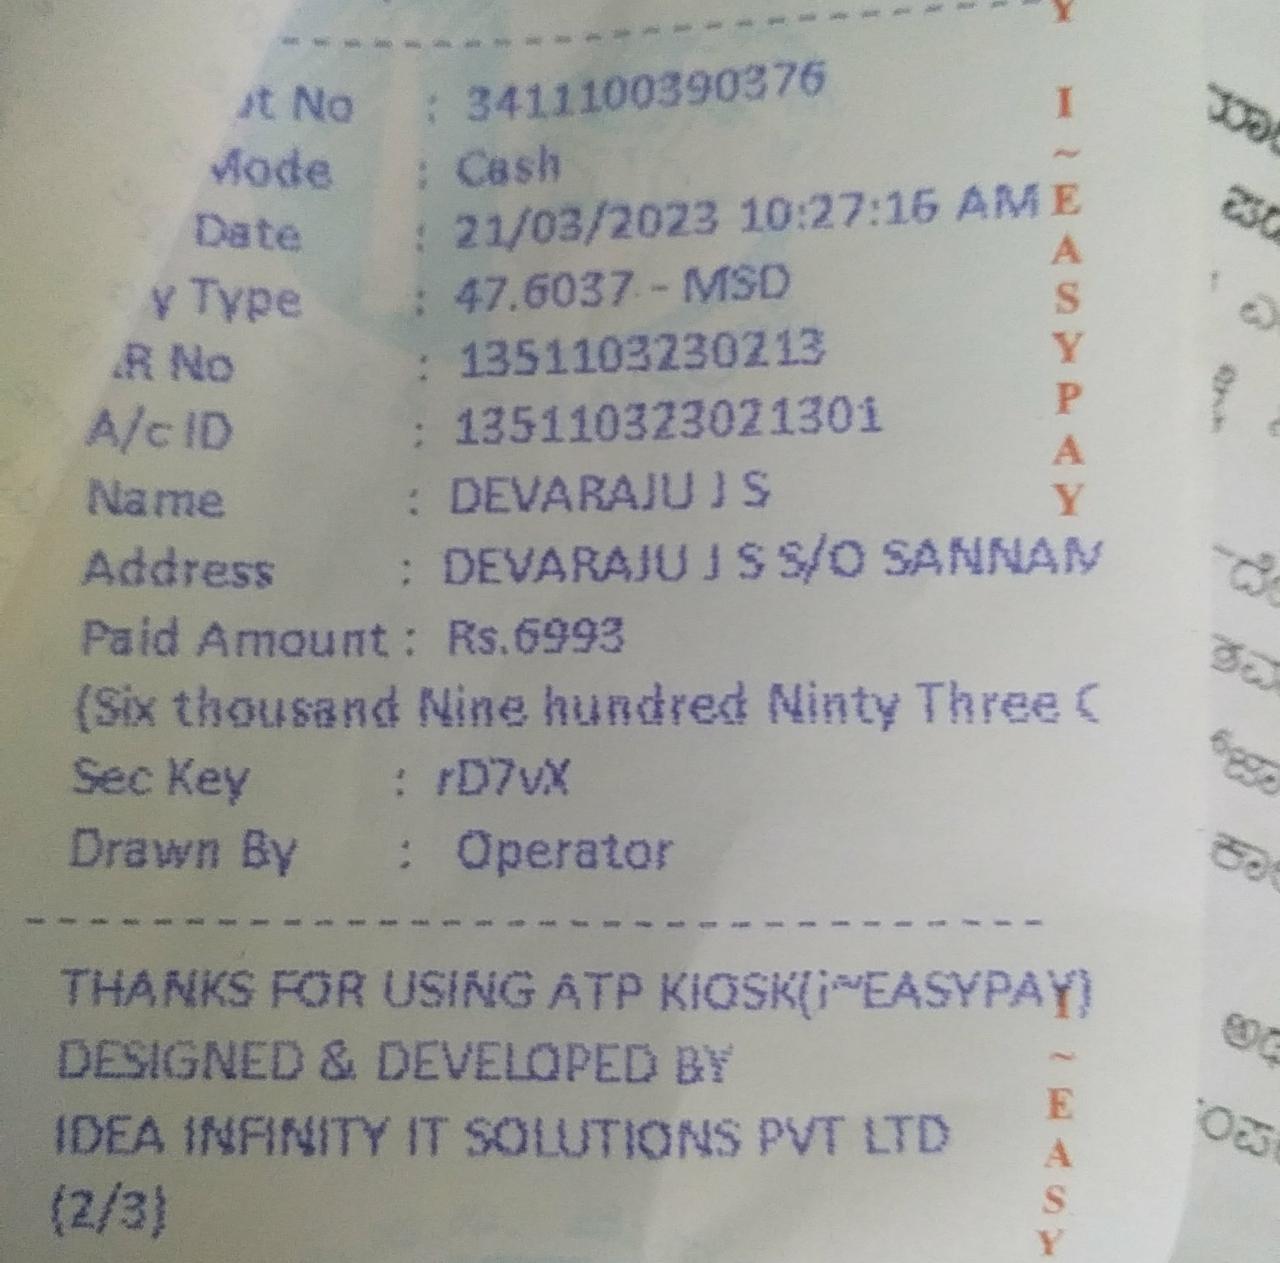 No : 3411100390376
Mode : Cash
Date : 21/03/2023 10:27:16 AM
y Type : 47.6037 - MSD
R No : 1351103230213
A/c ID : 135110323021301
Name : DEVARAJU J S
Address : DEVARAJU J S S/O SANNAN
Paid Amount : Rs.6993
(Six thousand Nine hundred Ninty Three
Sec Key : rD7vX
Drawn By : Operator
THANKS FOR USING ATP KIOSK(i~EASYPAY)
DESIGNED & DEVELOPED BY
IDEA INFINITY IT SOLUTIONS PVT LTD
(2/3)
I~EASYPAY
I~EASY